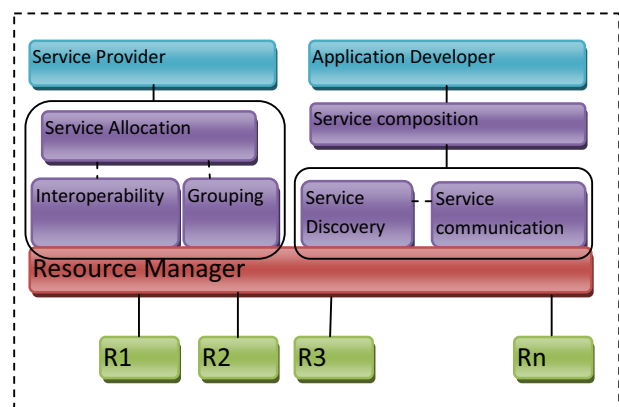 Service Provider
Application Developer
Service Allocation
Service composition
Interoperability
Grouping
Service
Discovery
Service
communication
Resource Manager
R1
R2
R3
Rn